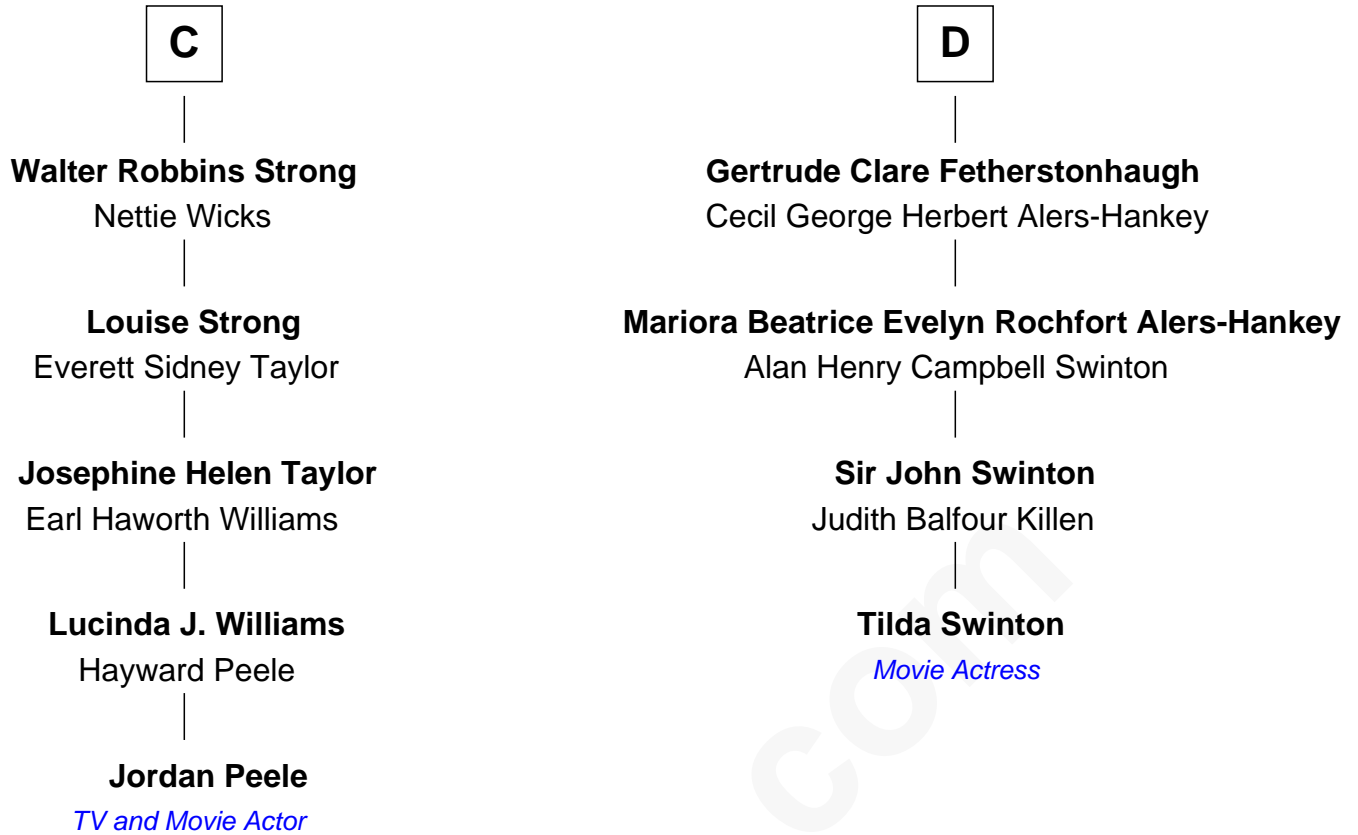 C
Walter Robbins Strong
Nettie Wicks
Louise Strong
Everett Sidney Taylor
Josephine Helen Taylor
Earl Haworth Williams
Lucinda J. Williams
Hayward Peele
Jordan Peele
TV and Movie Actor
D
Gertrude Clare Fetherstonhaugh
Cecil George Herbert Alers-Hankey
Mariora Beatrice Evelyn Rochfort Alers-Hankey
Alan Henry Campbell Swinton
Sir John Swinton
Judith Balfour Killen
Tilda Swinton
Movie Actress
com